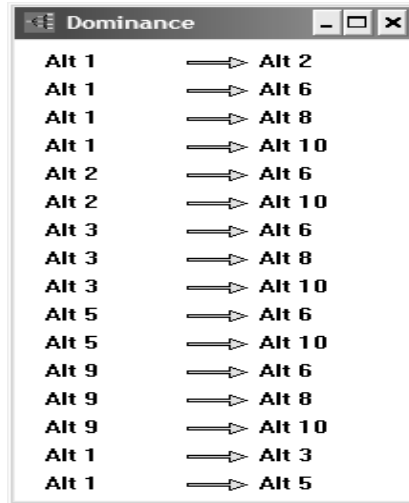 Dominance
Alt 1 Alt 2
Alt 1 Alt 6
Alt 1 Alt 8
Alt 1 Alt 10
Alt 2 Alt 6
Alt 2 Alt 10
Alt 3 Alt 6
Alt 3 Alt 8
Alt 3 Alt 10
Alt 5 Alt 6
Alt 5 Alt 10
Alt 9 Alt 6
Alt 9 Alt 8
Alt 9 Alt 10
Alt 1 Alt 3
Alt 1 Alt 5